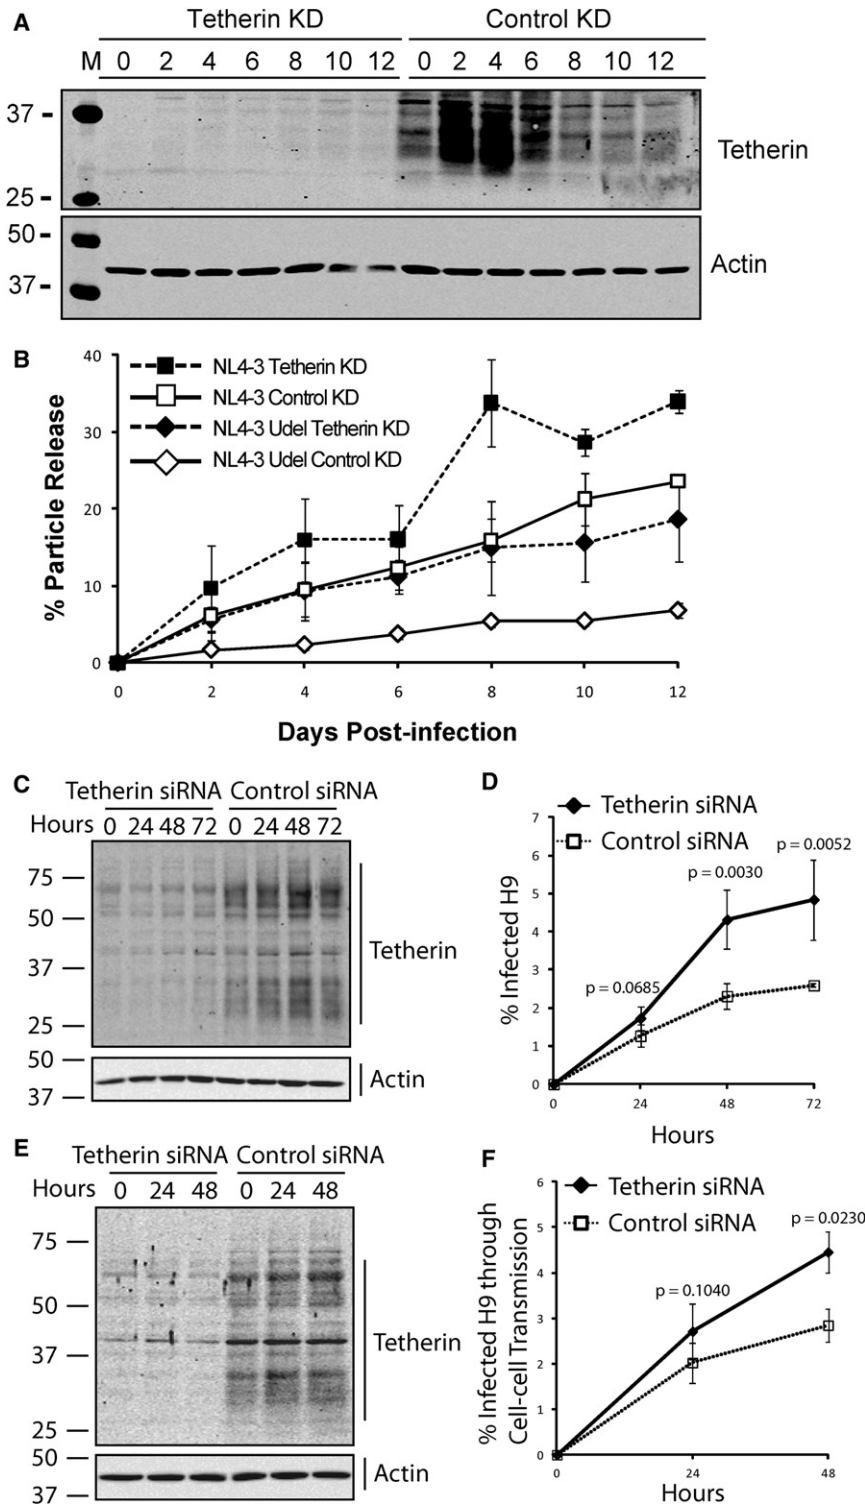 A
Tetherin KD Control KD
M 0 2 4 6 8 10 12 0 2 4 6 8 10 12
37
25
Tetherin
50
37
Actin
B
40
30
20
10
0
% Particle Release
NL4-3 Tetherin KD
NL4-3 Control KD
NL4-3 Udel Tetherin KD
NL4-3 Udel Control KD
0 2 4 6 8 10 12
Days Post-infection
C
Tetherin siRNA Control siRNA
Hours 0 24 48 72 0 24 48 72
75
50
37
25
Tetherin
50
37
Actin
D
7
6
5
4
3
2
1
0
% Infected H9
Tetherin siRNA
Control siRNA
p = 0.0685
p = 0.0030
p = 0.0052
0 24 48 72
Hours
E
Tetherin siRNA Control siRNA
Hours 0 24 48 0 24 48
75
50
37
25
Tetherin
50
37
Actin
F
6
5
4
3
2
1
0
% Infected H9 through
Cell-cell Transmission
Tetherin siRNA
Control siRNA
p = 0.1040
p = 0.0230
0 24 48
Hours